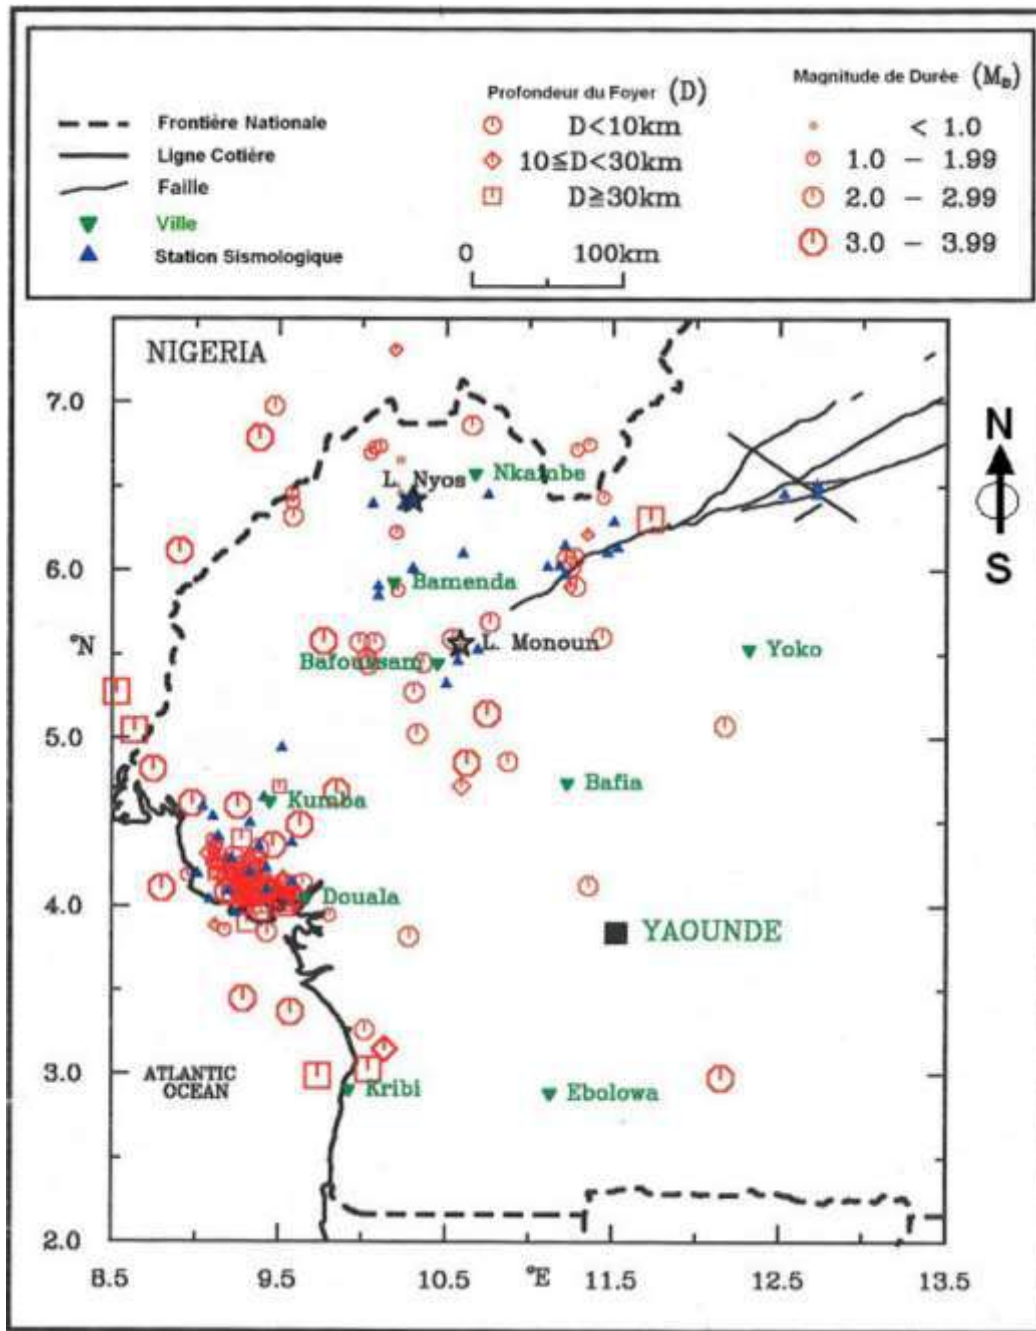 Frontière Nationale
Ligne Cotière
Faille
Ville
Station Sismologique
Profondeur du Foyer (D)
D<10km
10≦D<30km
D≧30km
0 100km
Magnitude de Durée (M_D)
< 1.0
1.0 - 1.99
2.0 - 2.99
3.0 - 3.99
NIGERIA
L. Nyos
Nkambe
Bamenda
L. Monoun
Bafoussam
Yoko
Bafia
Kumba
Douala
YAOUNDE
ATLANTIC
OCEAN
Kribi
Ebolowa
N
S
7.0
6.0
°N
5.0
4.0
3.0
2.0
8.5 9.5 10.5 °E 11.5 12.5 13.5